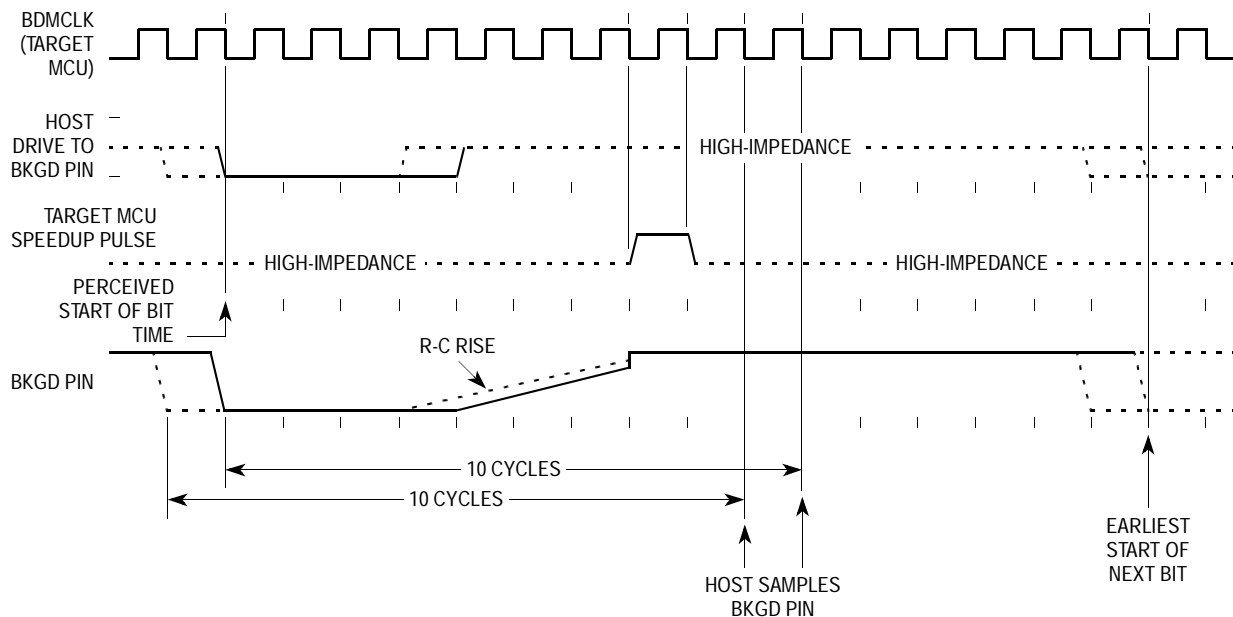 BDMCLK
(TARGET
MCU)
HOST
DRIVE TO
BKGD PIN
HIGH-IMPEDANCE
TARGET MCU
SPEEDUP PULSE
HIGH-IMPEDANCE
HIGH-IMPEDANCE
PERCEIVED
START OF BIT
TIME
R-C RISE
BKGD PIN
10 CYCLES
10 CYCLES
HOST SAMPLES
BKGD PIN
EARLIEST
START OF
NEXT BIT